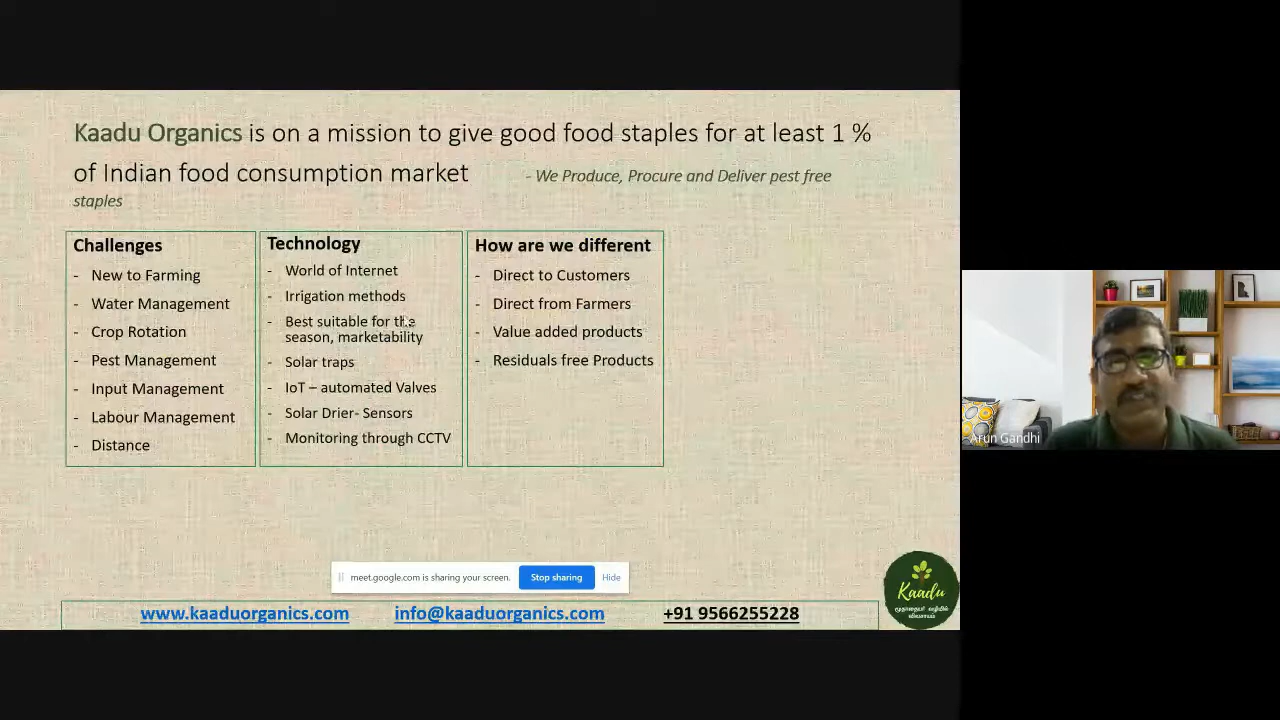 Kaadu Organics is on a mission to give good food staples for at least 1 %
of Indian food consumption market - We Produce, Procure and Deliver pest free
staples
Challenges
- New to Farming
- Water Management
- Crop Rotation
- Pest Management
- Input Management
- Labour Management
- Distance
Technology
- World of Internet
- Irrigation methods
- Best suitable for the
season, marketability
- Solar traps
- IoT – automated Valves
- Solar Drier- Sensors
- Monitoring through CCTV
How are we different
- Direct to Customers
- Direct from Farmers
- Value added products
- Residuals free Products
Arun Gandhi
meet.google.com is sharing your screen. Stop sharing Hide
www.kaaduorganics.com info@kaaduorganics.com +91 9566255228
Kaadu
மூதாதையர் வழியில்
விவசாயம்